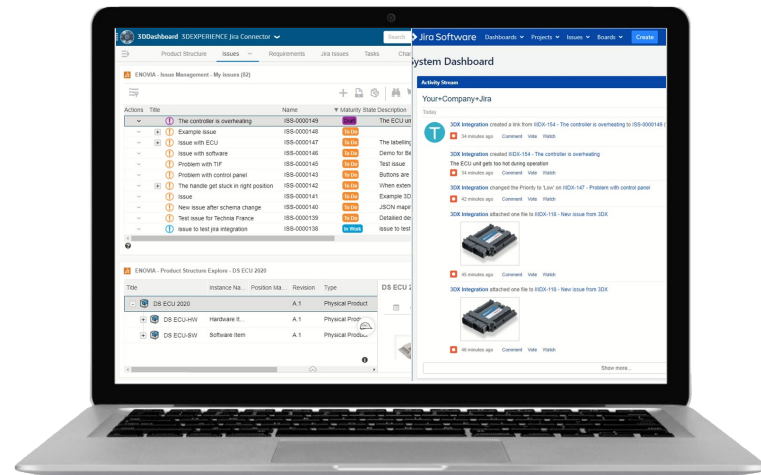 3DDashboard 3DEXPERIENCE Jira Connector
Search
Product Structure Issues Requirements Jira Issues Tasks
ENOVIA - Issue Management - My issues (82)
Actions Title Name Maturity State Description
The controller is overheating ISS-0000149 Draft The ECU un
Example issue ISS-0000148 To Do
Issue with ECU ISS-0000147 To Do The labelling
Issue with software ISS-0000146 To Do Demo for Be
Problem with TIF ISS-0000145 To Do Test issue
Problem with control panel ISS-0000143 To Do Buttons are
The handle get stuck in right position ISS-0000142 To Do When exten
Issue ISS-0000141 To Do Example 3D
New issue after schema change ISS-0000140 To Do JSON mapi
Test issue for Technia France ISS-0000139 To Do Detailed de
Issue to test jira integration ISS-0000138 In Work issue to test
ENOVIA - Product Structure Explore - DS ECU 2020
Title Instance Na... Position Ma... Revision Type
DS ECU 2020 A.1 Physical Product
DS ECU-HW Hardware It... A.1 Physical
DS ECU-SW Software Item A.1 Physical
DS ECU
Jira Software Dashboards Projects Issues Boards Create
System Dashboard
Activity Stream
Your+Company+Jira
Today
T
3DX Integration created a link from IIIDX-154 - The controller is overheating to ISS-0000149 (
34 minutes ago Comment Vote Watch
3DX Integration created IIIDX-154 - The controller is overheating
The ECU unit gets too hot during operation
34 minutes ago Comment Vote Watch
3DX Integration changed the Priority to 'Low' on IIIDX-147 - Problem with control panel
42 minutes ago Comment Vote Watch
3DX Integration attached one file to IIIDX-118 - New issue from 3DX
45 minutes ago Comment Vote Watch
3DX Integration attached one file to IIIDX-118 - New issue from 3DX
46 minutes ago Comment Vote Watch
Show more...